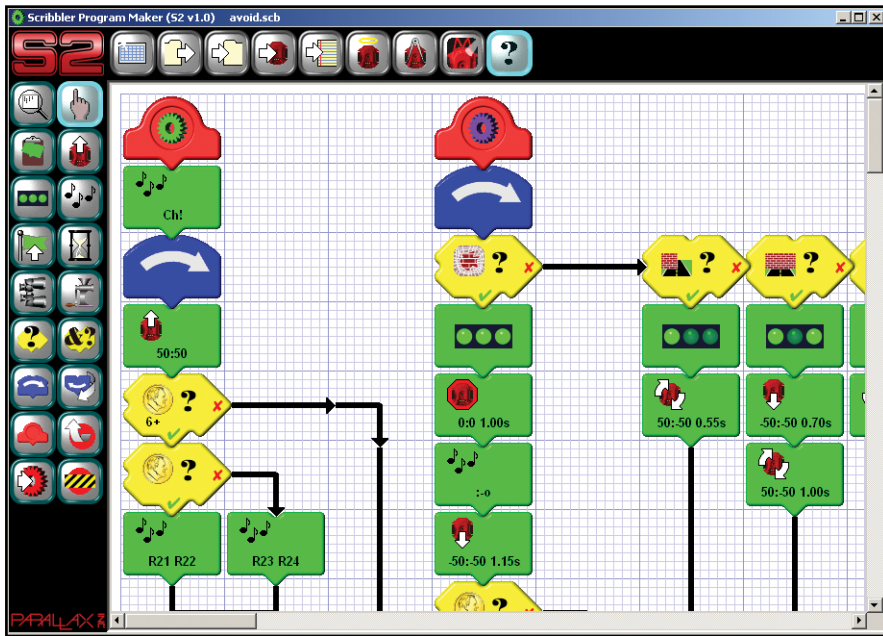 Scribbler Program Maker (S2 v1.0) avoid.scb
S2
?
Ch!
50:50
?
6+
?
R21 R22
R23 R24
?
0:0 1.00s
:-o
-50:-50 1.15s
?
?
50:-50 0.55s
?
-50:-50 0.70s
50:-50 1.00s
?
&?
PARALLAX